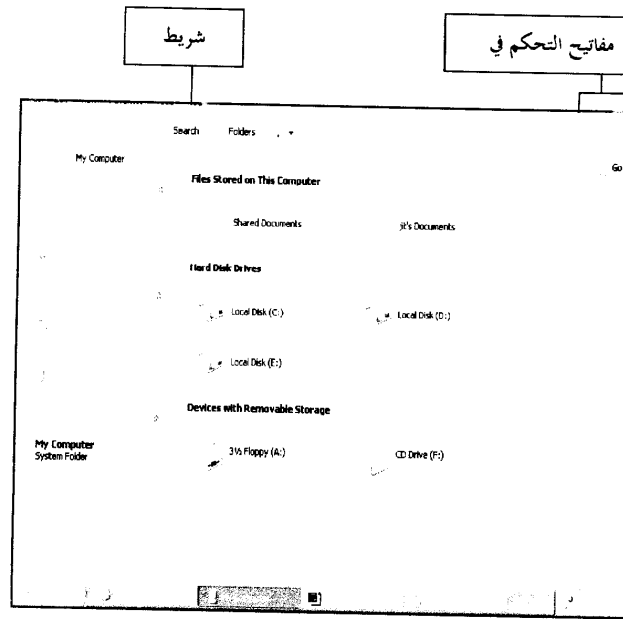 شريط
مفاتيح التحكم في
Search Folders
My Computer
Go
Files Stored on This Computer
Shared Documents
jit's Documents
Hard Disk Drives
Local Disk (C:)
Local Disk (D:)
Local Disk (E:)
Devices with Removable Storage
My Computer
System Folder
3½ Floppy (A:)
CD Drive (F:)